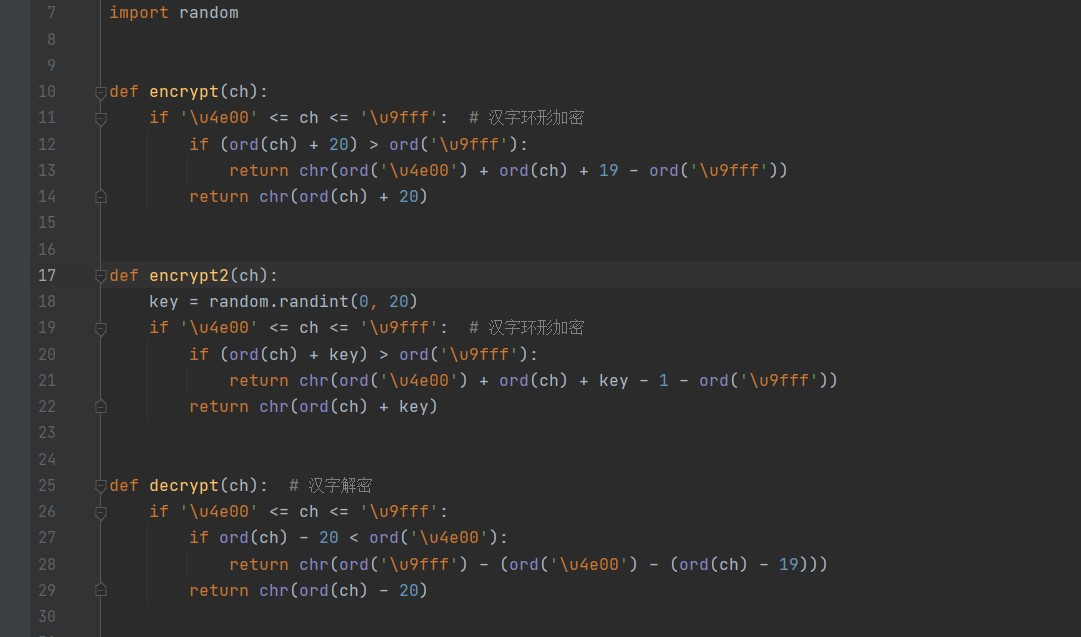 7 import random
8
9
10 def encrypt(ch):
11     if '\u4e00' <= ch <= '\u9fff':  # 汉字环形加密
12         if (ord(ch) + 20) > ord('\u9fff'):
13             return chr(ord('\u4e00') + ord(ch) + 19 - ord('\u9fff'))
14         return chr(ord(ch) + 20)
15
16
17 def encrypt2(ch):
18     key = random.randint(0, 20)
19     if '\u4e00' <= ch <= '\u9fff':  # 汉字环形加密
20         if (ord(ch) + key) > ord('\u9fff'):
21             return chr(ord('\u4e00') + ord(ch) + key - 1 - ord('\u9fff'))
22         return chr(ord(ch) + key)
23
24
25 def decrypt(ch):  # 汉字解密
26     if '\u4e00' <= ch <= '\u9fff':
27         if ord(ch) - 20 < ord('\u4e00'):
28             return chr(ord('\u9fff') - (ord('\u4e00') - (ord(ch) - 19)))
29         return chr(ord(ch) - 20)
30